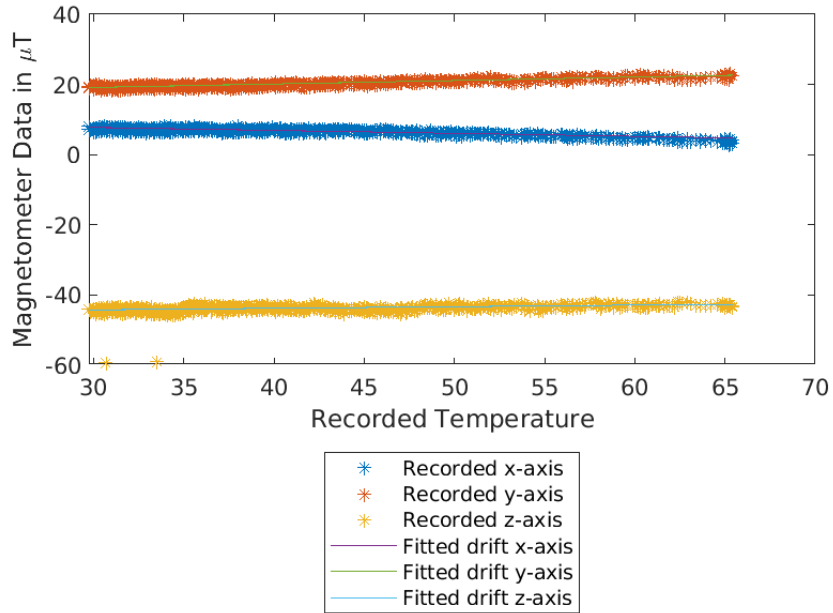 Magnetometer Data in μT
40
20
0
-20
-40
-60
30 35 40 45 50 55 60 65 70
Recorded Temperature
Recorded x-axis
Recorded y-axis
Recorded z-axis
Fitted drift x-axis
Fitted drift y-axis
Fitted drift z-axis